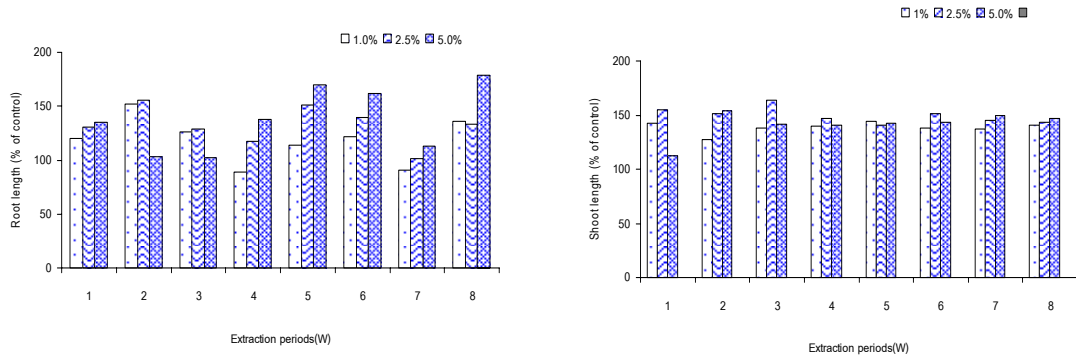 1.0% 2.5% 5.0%
Root length (% of control)
200
150
100
50
0
1 2 3 4 5 6 7 8
Extraction periods(W)
1% 2.5% 5.0%
Shoot length (% of control)
200
150
100
50
0
1 2 3 4 5 6 7 8
Extraction periods(W)